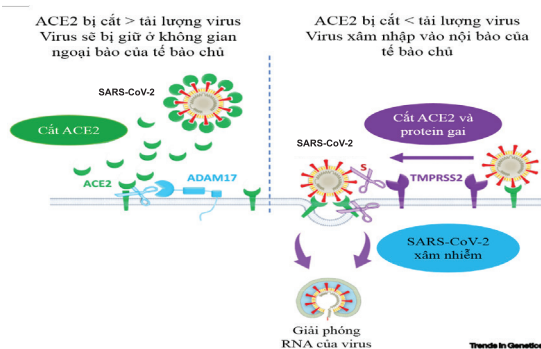 ACE2 bị cắt > tải lượng virus
Virus sẽ bị giữ ở không gian
ngoại bào của tế bào chủ
SARS-CoV-2
Cắt ACE2
ACE2
ADAM17
ACE2 bị cắt < tải lượng virus
Virus xâm nhập vào nội bào của
tế bào chủ
Cắt ACE2 và
protein gai
SARS-CoV-2
S
TMPRSS2
SARS-CoV-2
xâm nhiễm
Giải phóng
RNA của virus
Trends in Genetics